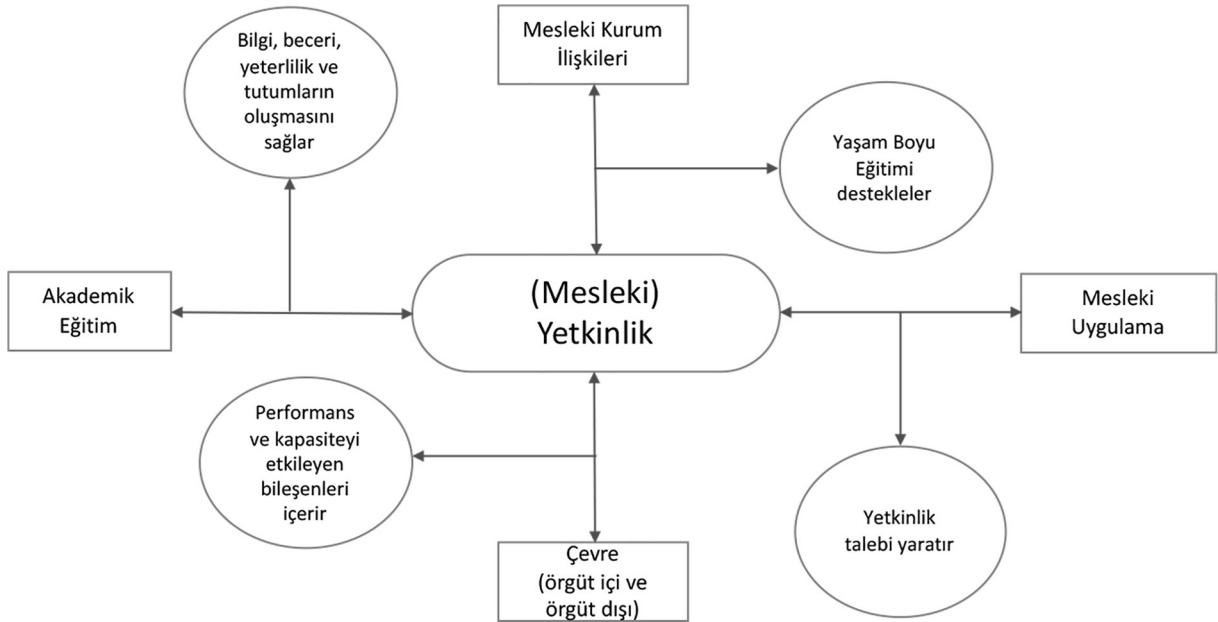 Bilgi, beceri,
yeterlilik ve
tutumların
oluşmasını
sağlar
Mesleki Kurum
İlişkileri
Yaşam Boyu
Eğitimi
destekleler
Akademik
Eğitim
(Mesleki)
Yetkinlik
Mesleki
Uygulama
Performans
ve kapasiteyi
etkileyen
bileşenleri
içerir
Çevre
(örgüt içi ve
örgüt dışı)
Yetkinlik
talebi yaratır